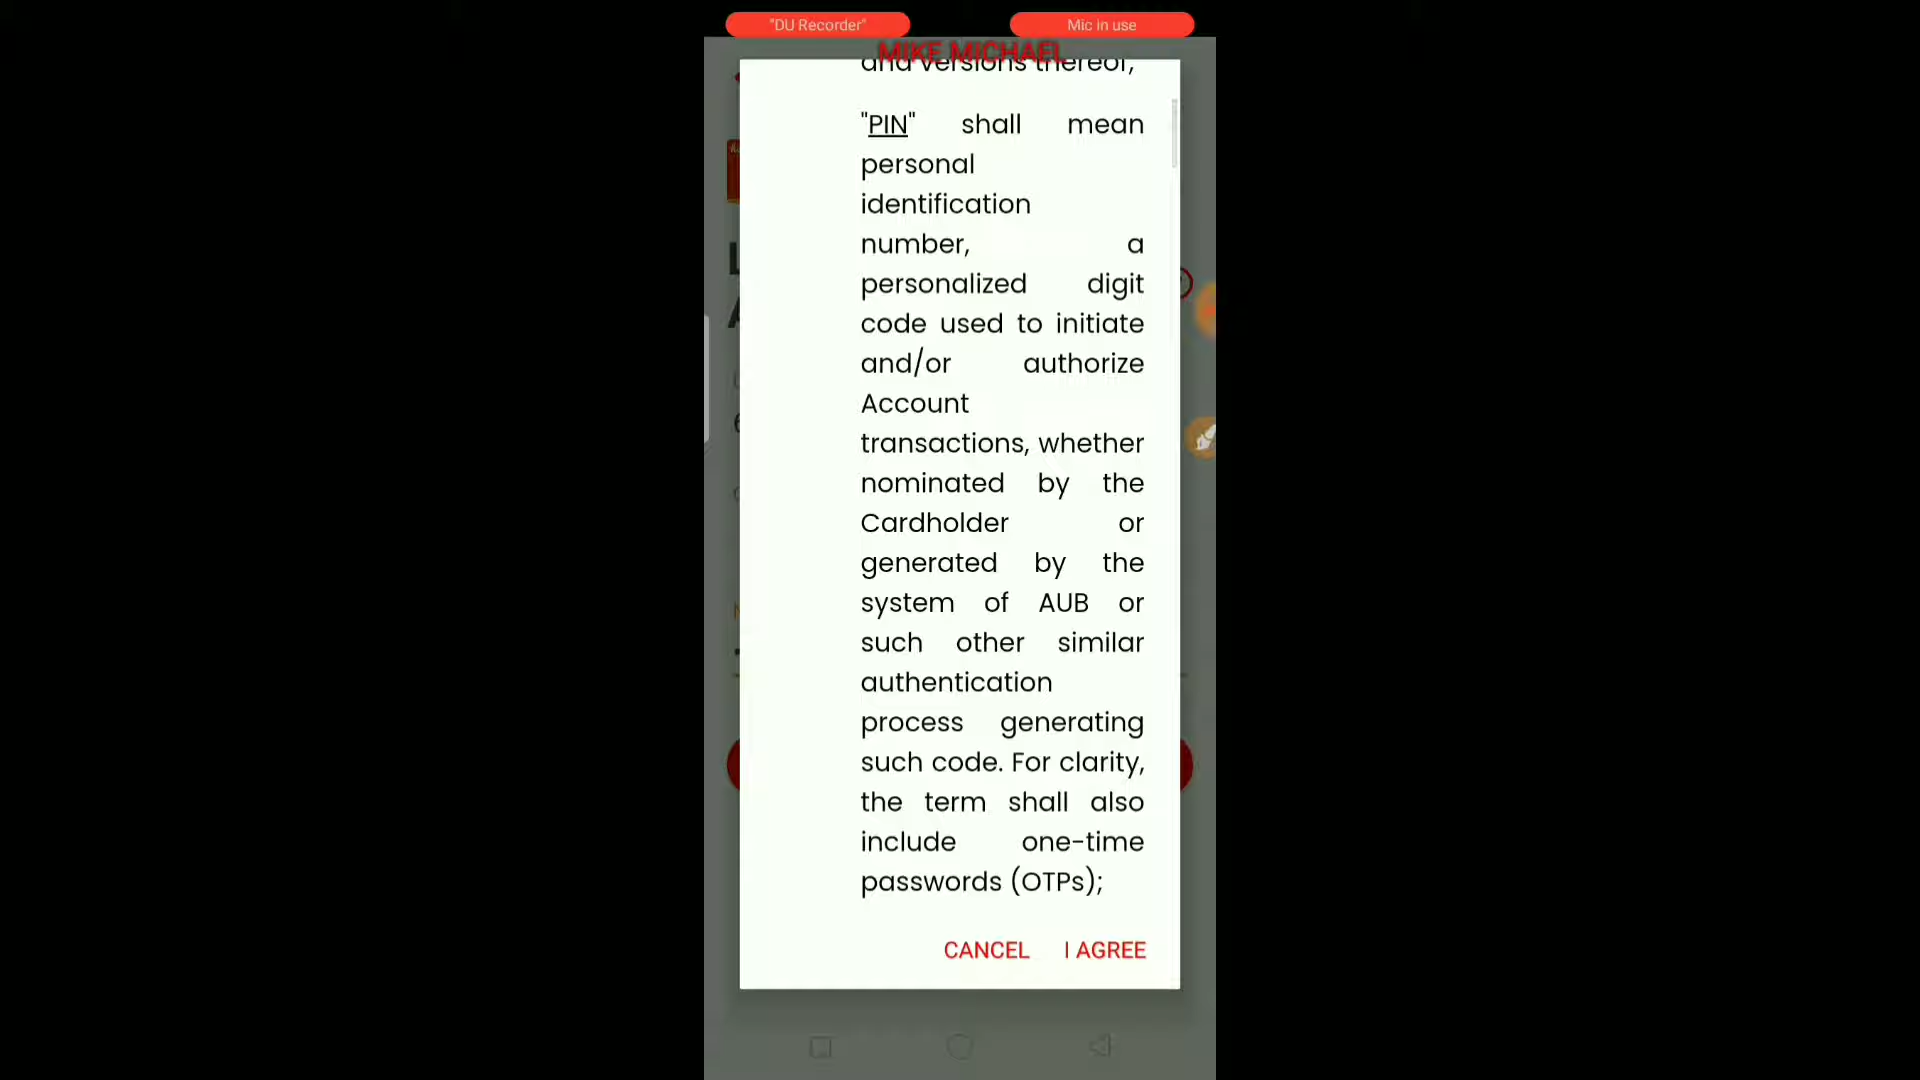 "DU Recorder"
Mic in use
MIKE MICHAEL
and versions thereof,
"PIN" shall mean
personal
identification
number, a
personalized digit
code used to initiate
and/or authorize
Account
transactions, whether
nominated by the
Cardholder or
generated by the
system of AUB or
such other similar
authentication
process generating
such code. For clarity,
the term shall also
include one-time
passwords (OTPs);
CANCEL I AGREE